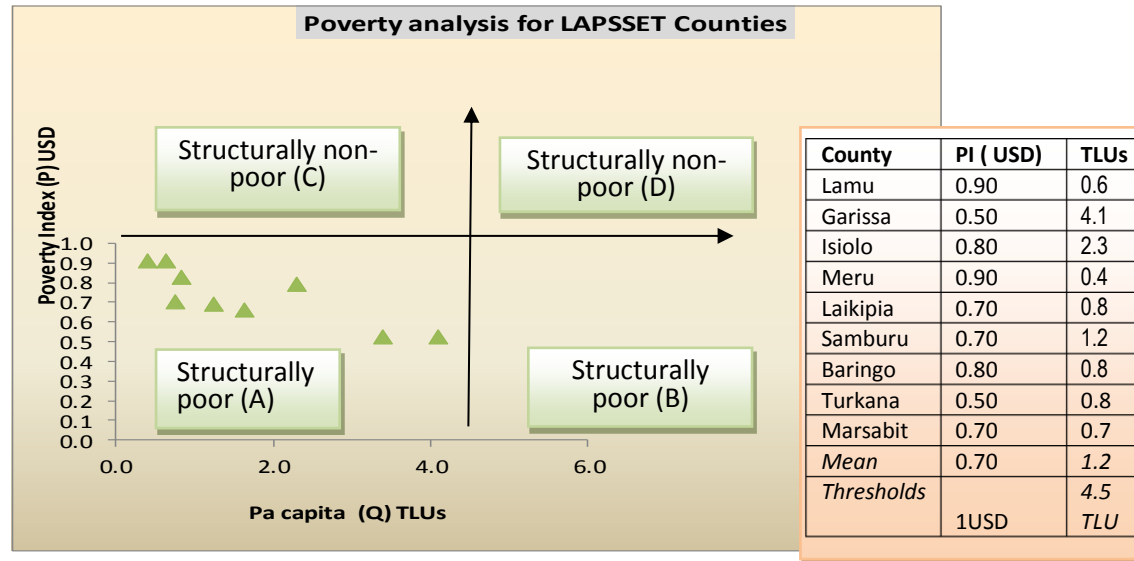 Poverty analysis for LAPSSET Counties
Poverty Index (P) USD
Structurally non-
poor (C)
Structurally non-
poor (D)
1.0
0.9
0.8
0.7
0.6
0.5
0.4
0.3
0.2
0.1
0.0
Structurally
poor (A)
Structurally
poor (B)
0.0 2.0 4.0 6.0
Pa capita (Q) TLUs
County PI ( USD) TLUs
Lamu 0.90 0.6
Garissa 0.50 4.1
Isiolo 0.80 2.3
Meru 0.90 0.4
Laikipia 0.70 0.8
Samburu 0.70 1.2
Baringo 0.80 0.8
Turkana 0.50 0.8
Marsabit 0.70 0.7
Mean 0.70 1.2
Thresholds 4.5
1USD TLU